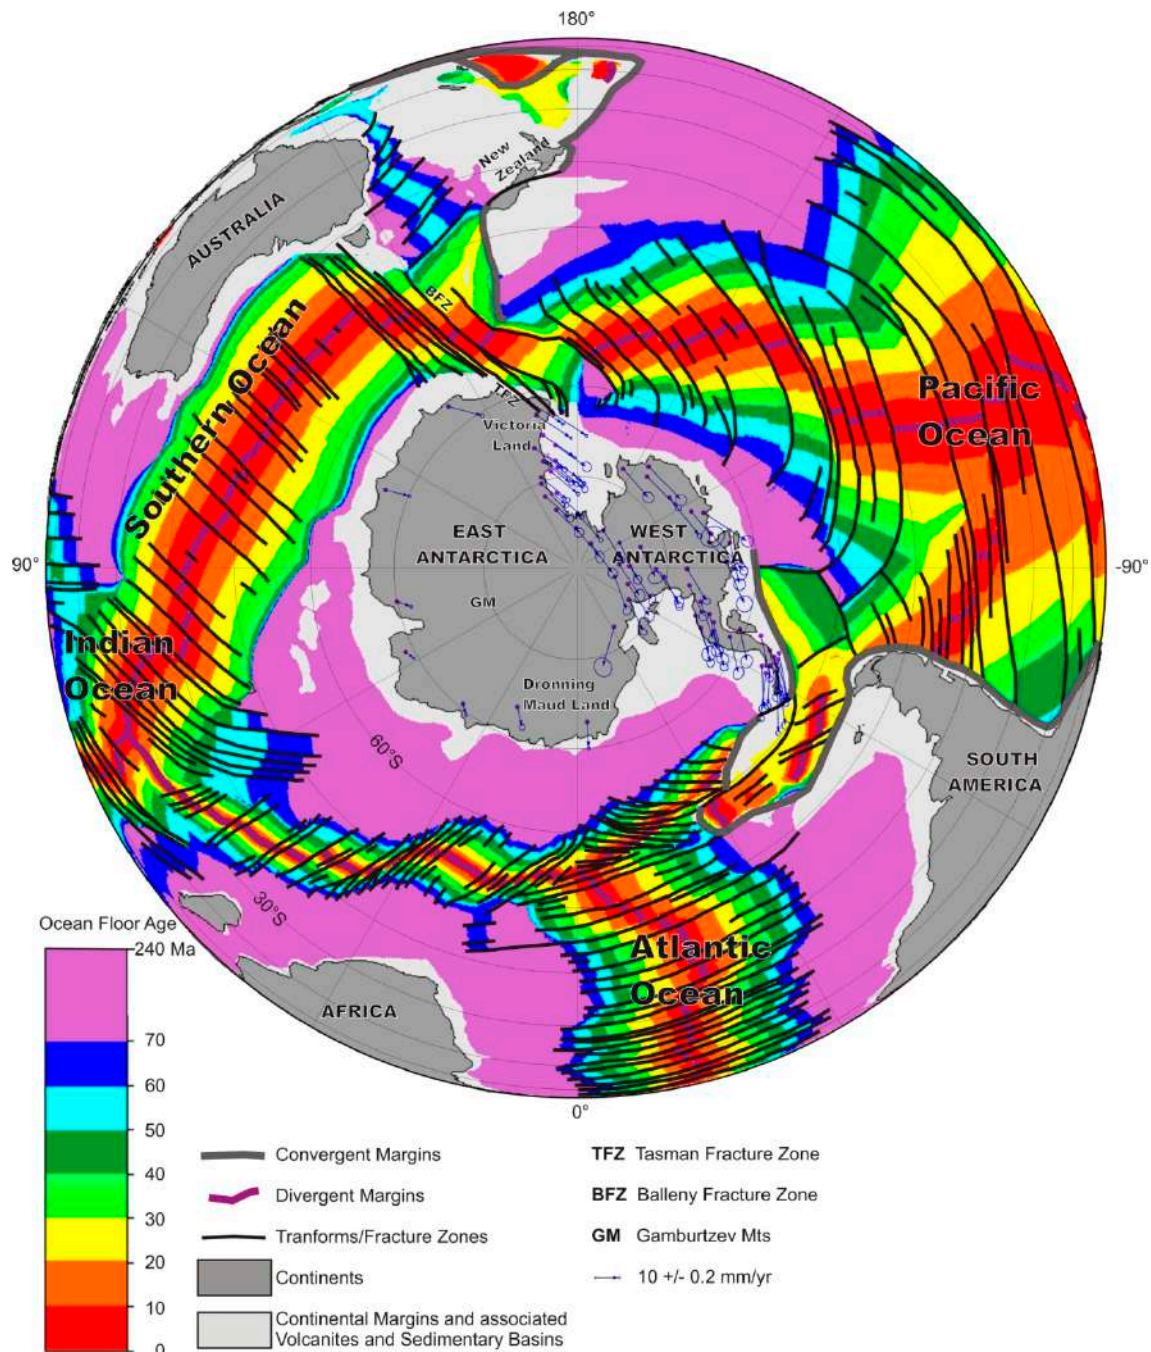 180°
New
Zealand
AUSTRALIA
BFZ
Southern Ocean
Pacific
Ocean
TFZ
Victoria
Land
EAST
ANTARCTICA
WEST
ANTARCTICA
90°
-90°
GM
Indian
Ocean
Dronning
Maud Land
60°S
SOUTH
AMERICA
30°S
Ocean Floor Age
Atlantic
Ocean
AFRICA
240 Ma
70
60
50
40
30
20
10
0
0°
Convergent Margins
Divergent Margins
Tranforms/Fracture Zones
Continents
Continental Margins and associated
Volcanites and Sedimentary Basins
TFZ Tasman Fracture Zone
BFZ Balleny Fracture Zone
GM Gamburtzev Mts
10 +/- 0.2 mm/yr